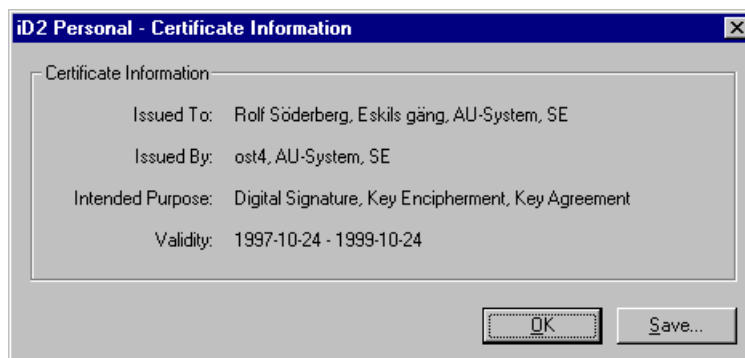 iD2 Personal - Certificate Information
Certificate Information
Issued To: Rolf Söderberg, Eskils gäng, AU-System, SE
Issued By: ost4, AU-System, SE
Intended Purpose: Digital Signature, Key Encipherment, Key Agreement
Validity: 1997-10-24 - 1999-10-24
OK Save...